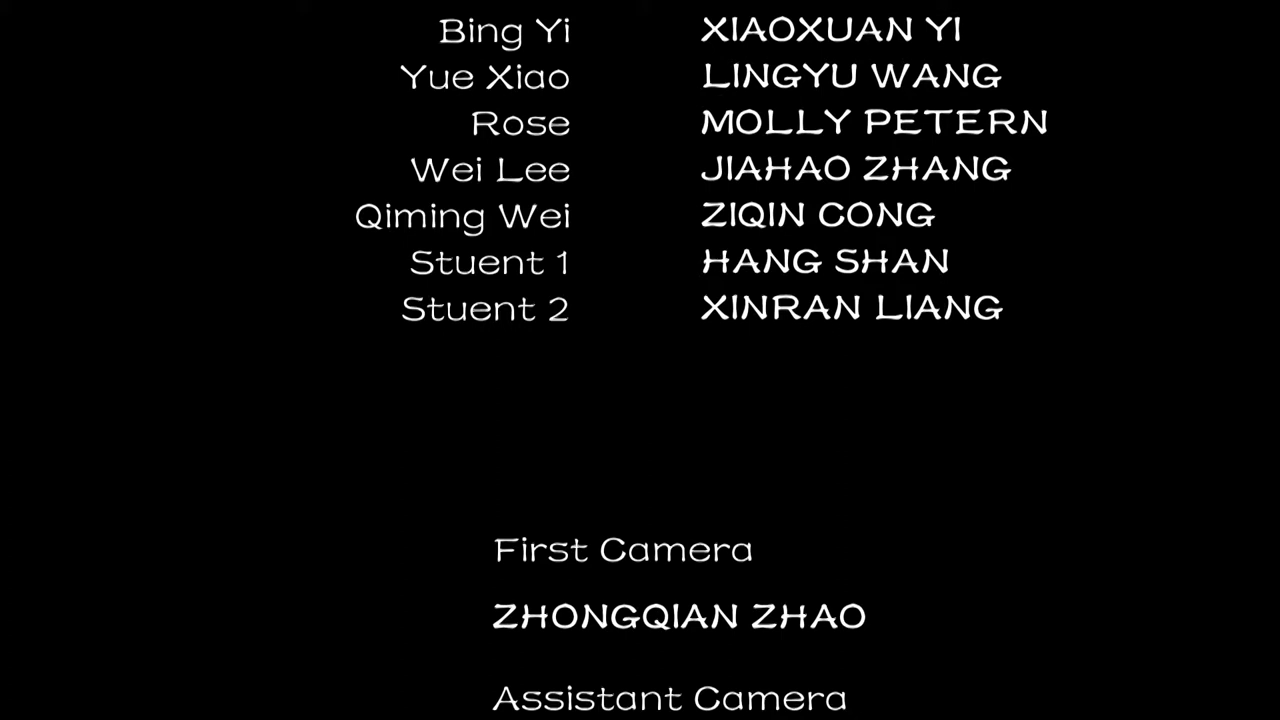 Bing Yi XIAOXUAN YI
Yue Xiao LINGYU WANG
Rose MOLLY PETERN
Wei Lee JIAHAO ZHANG
Qiming Wei ZIQIN CONG
Stuent 1 HANG SHAN
Stuent 2 XINRAN LIANG
First Camera
ZHONGQIAN ZHAO
Assistant Camera